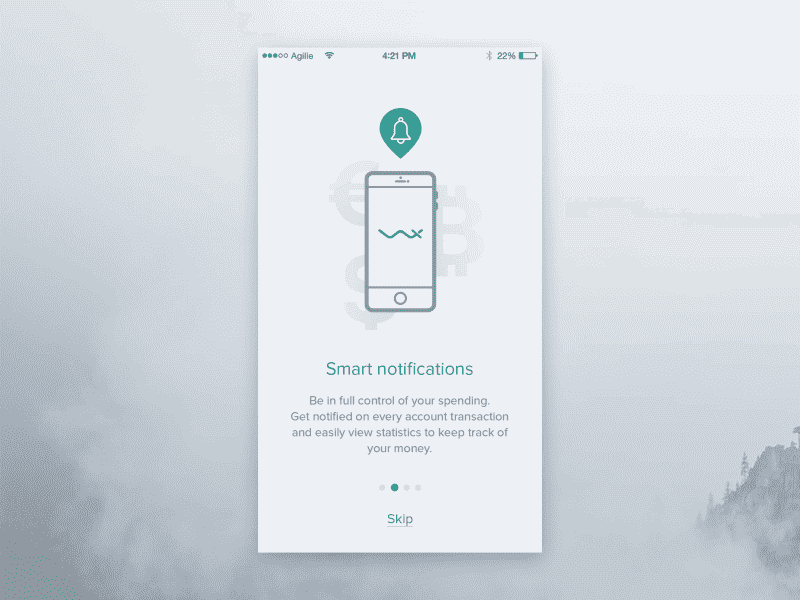 Agilie 4:21 PM 22%
Smart notifications
Be in full control of your spending.
Get notified on every account transaction
and easily view statistics to keep track of
your money.
Skip